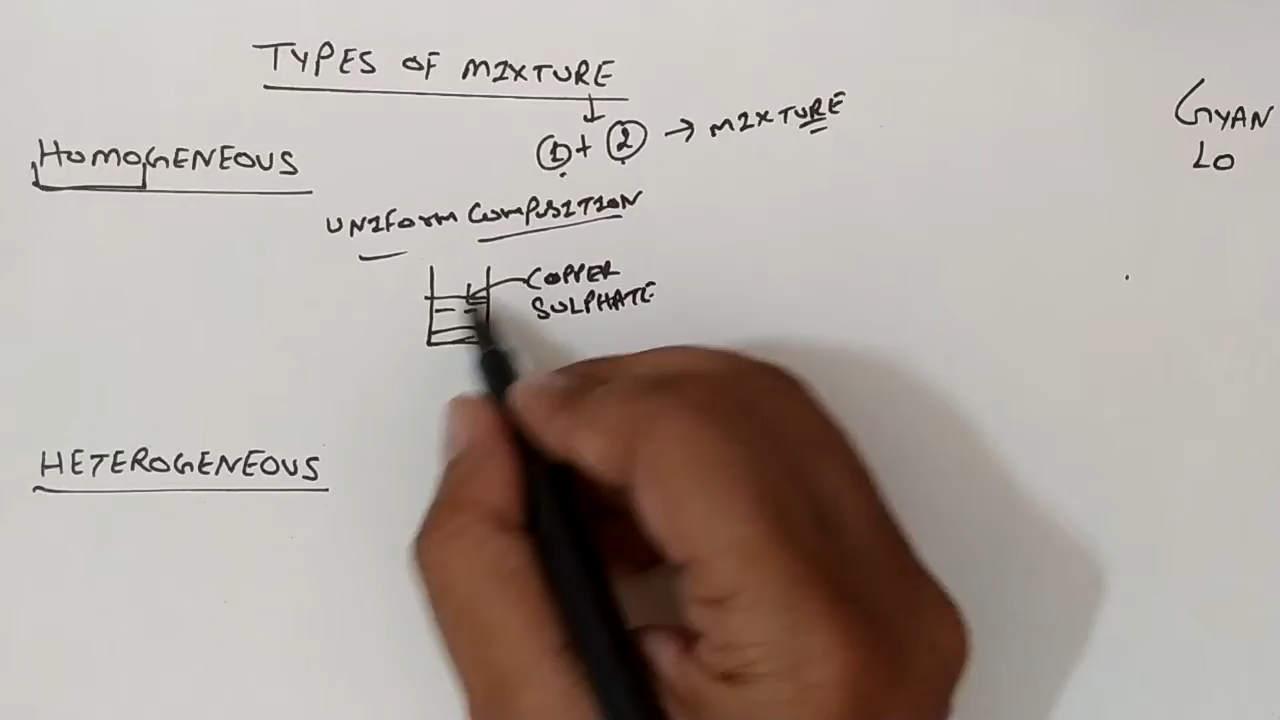 TYPES OF MIXTURE
① + ② → MIXTURE
HOMOGENEOUS
UNIFORM COMPOSITION
COPPER
SULPHATE
HETEROGENEOUS
GYAN
LO